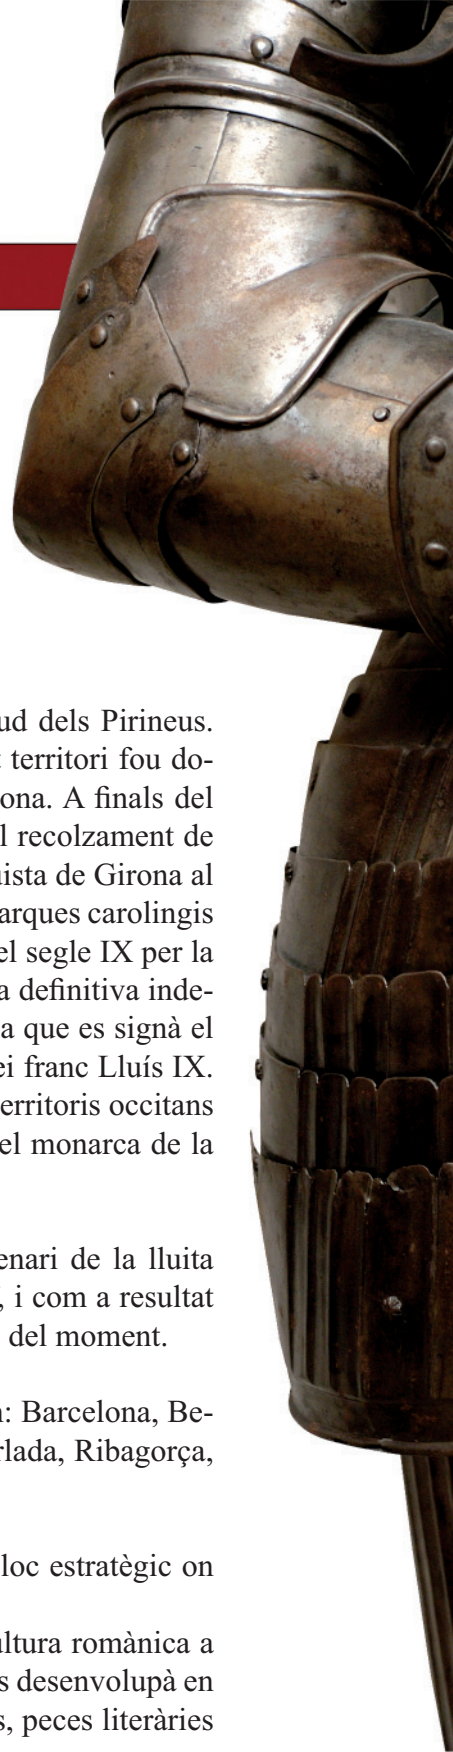 ud dels Pirineus.
territori fou do-
ona. A finals del
l recolzament de
uista de Girona al
arques carolingis
el segle IX per la
a definitiva inde-
a que es signà el
ei franc Lluís IX.
erritoris occitans
el monarca de la
enari de la lluita
, i com a resultat
del moment.
: Barcelona, Be-
rlada, Ribagorça,
loc estratègic on
ltura romànica a
s desenvolupà en
s, peces literàries